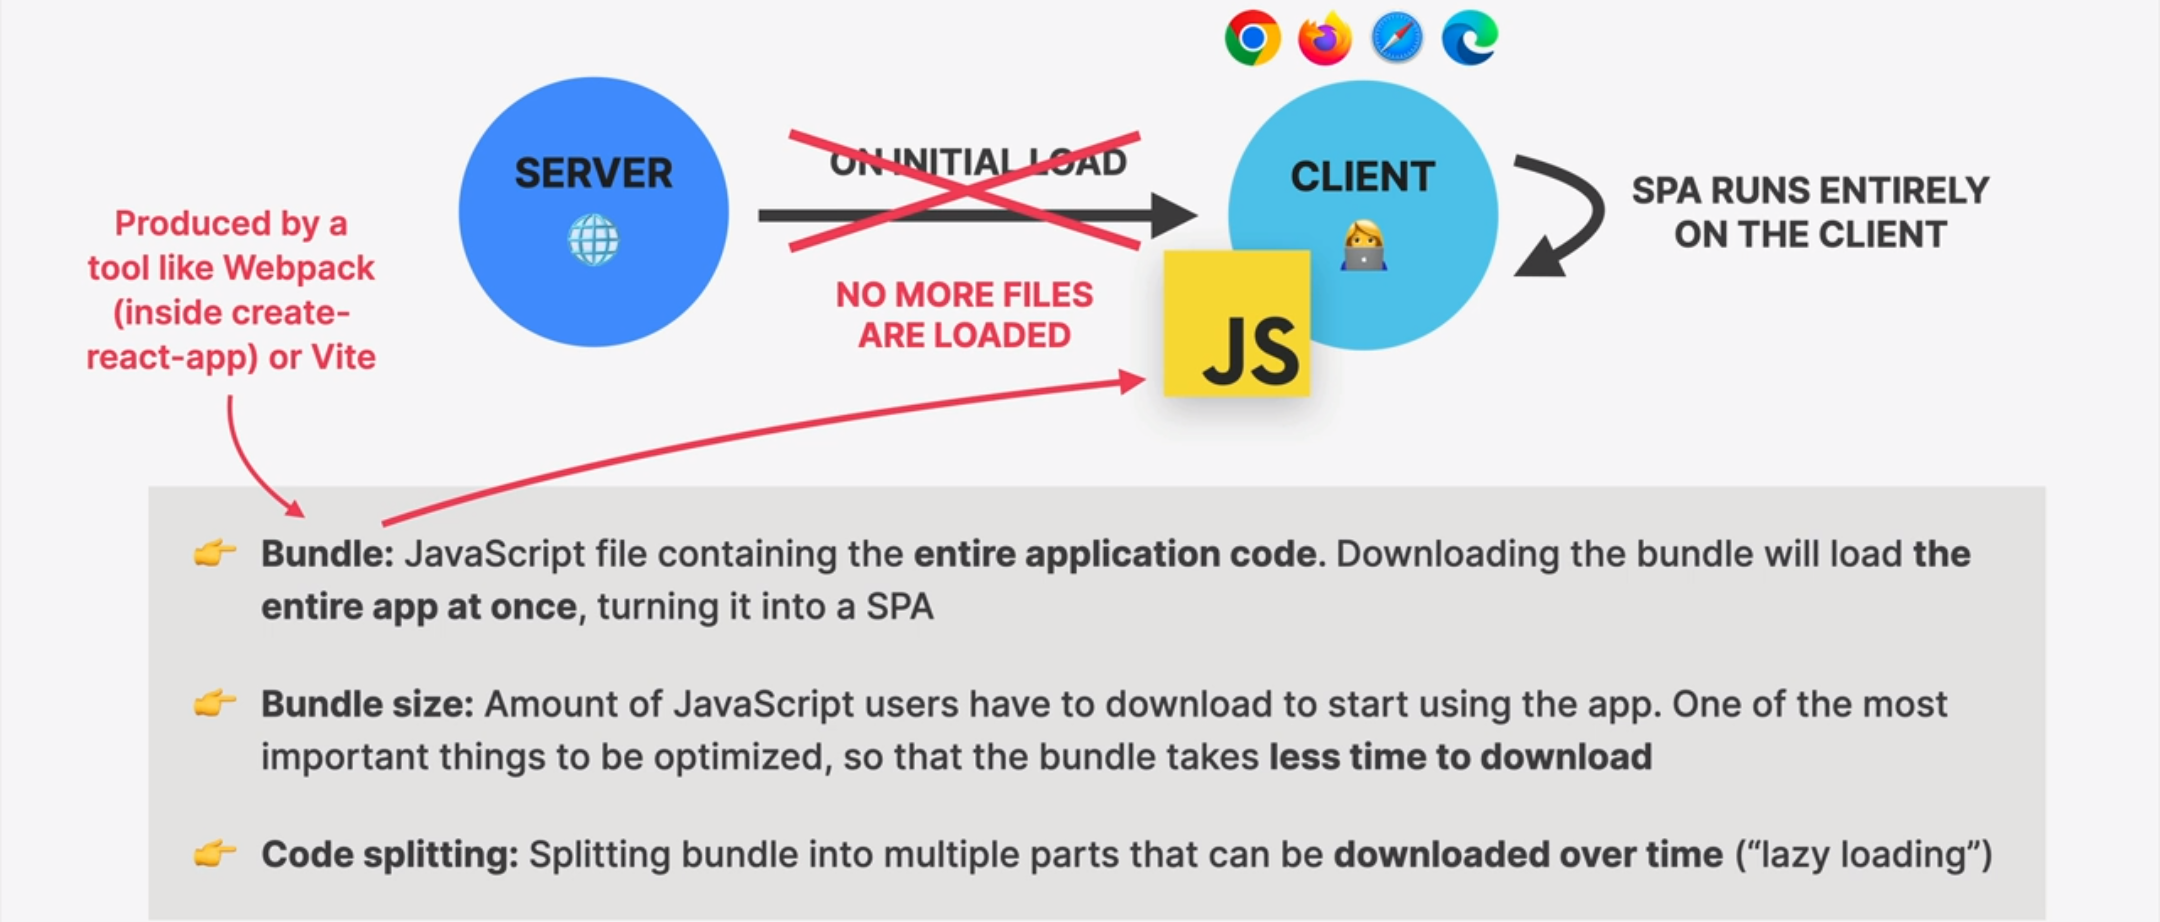 SERVER
ON INITIAL LOAD
CLIENT
SPA RUNS ENTIRELY
ON THE CLIENT
Produced by a
tool like Webpack
(inside create-
react-app) or Vite
NO MORE FILES
ARE LOADED
JS
Bundle: JavaScript file containing the entire application code. Downloading the bundle will load the
entire app at once, turning it into a SPA
Bundle size: Amount of JavaScript users have to download to start using the app. One of the most
important things to be optimized, so that the bundle takes less time to download
Code splitting: Splitting bundle into multiple parts that can be downloaded over time (“lazy loading”)